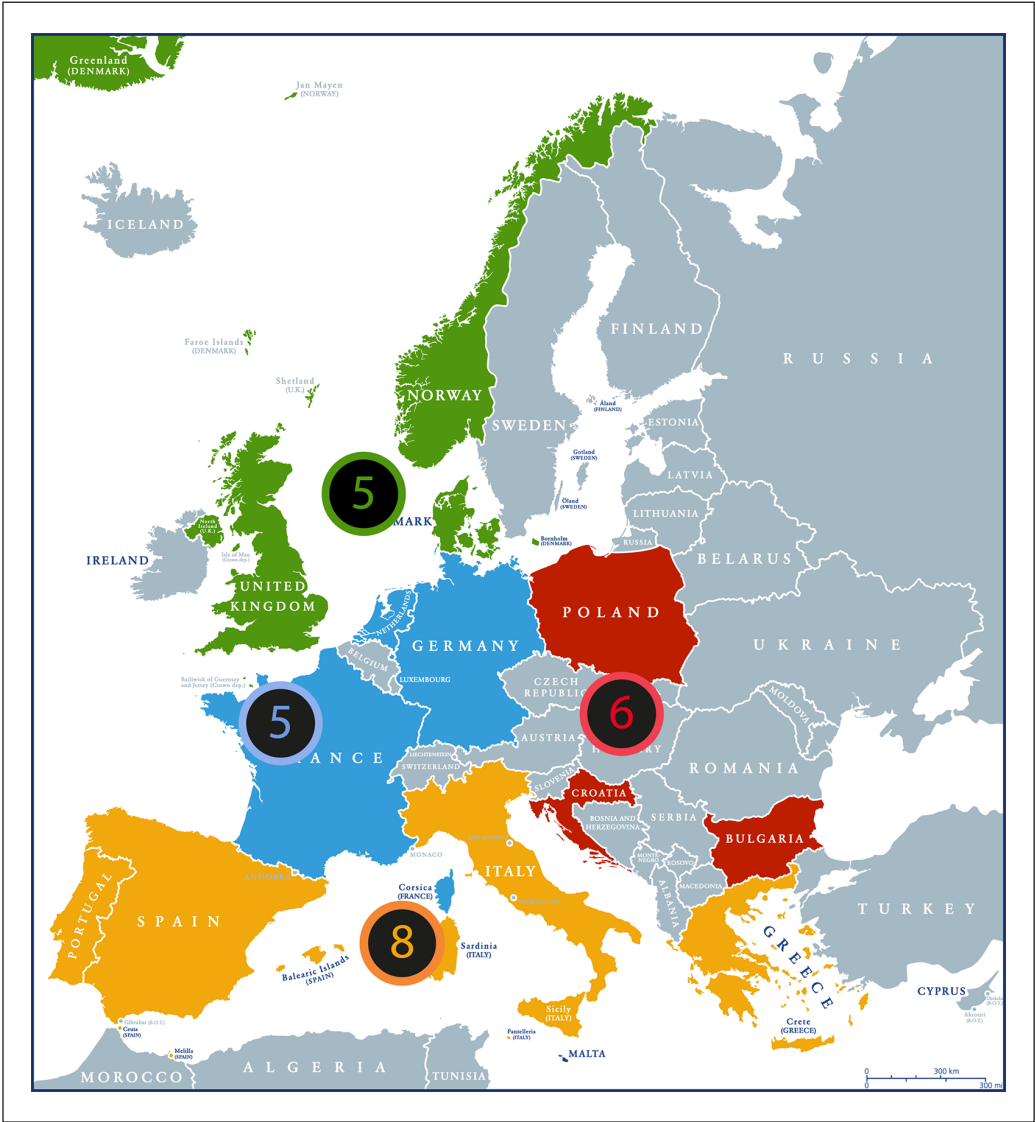 Greenland
(DENMARK)
Jan Mayen
(NORWAY)
ICELAND
Faroe Islands
(DENMARK)
Shetland
(U.K.)
NORWAY
FINLAND
RUSSIA
SWEDEN
Åland
(FINLAND)
ESTONIA
Gotland
(SWEDEN)
LATVIA
Öland
(SWEDEN)
LITHUANIA
5
MARK
Bornholm
(DENMARK)
RUSSIA
North
Ireland
(U.K.)
IRELAND
Isle of Man
(Crown dep.)
BELARUS
UNITED
KINGDOM
NETHERLANDS
POLAND
GERMANY
UKRAINE
BELGIUM
LUXEMBOURG
Bailiwick of Guernsey
and Jersey (Crown dep.)
CZECH
REPUBLIC
MOLDOVA
5
6
AUSTRIA
H RY
ANCE
LIECHTENSTEIN
SWITZERLAND
ROMANIA
SLOVENIA
CROATIA
BOSNIA AND
HERZEGOVINA
SERBIA
BULGARIA
MONACO
MONTE-
NEGRO
KOSOVO
ANDORRA
ITALY
MACEDONIA
ALBANIA
Corsica
(FRANCE)
PORTUGAL
SPAIN
TURKEY
8
Sardinia
(ITALY)
GREECE
Balearic Islands
(SPAIN)
CYPRUS
Akrotiri
(B.O.T.)
Sicily
(ITALY)
Gibraltar (B.O.T.)
Ceuta
(SPAIN)
Pantelleria
(ITALY)
Crete
(GREECE)
Melilla
(SPAIN)
MALTA
MOROCCO
ALGERIA
TUNISIA
0 300 km
0 300 mi